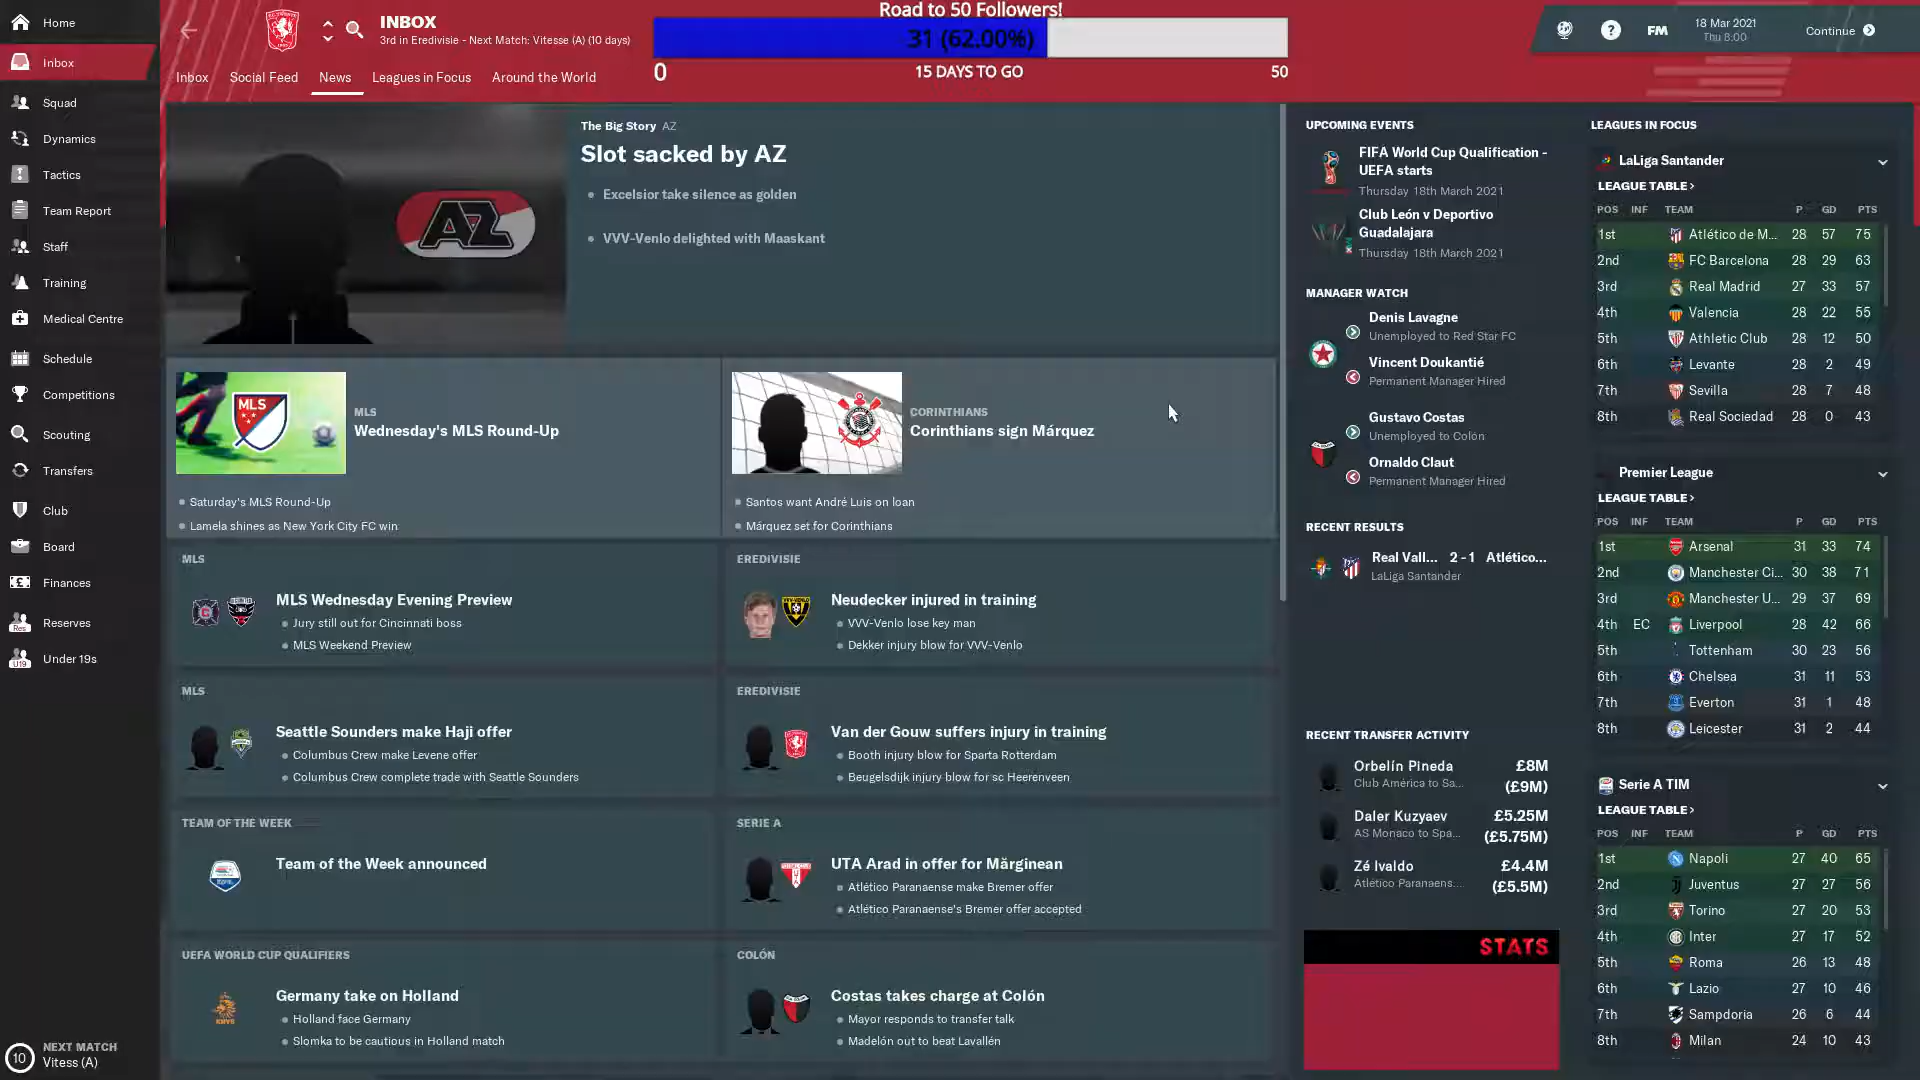 Home
Inbox
Squad
Dynamics
Tactics
Team Report
Staff
Training
Medical Centre
Schedule
Competitions
Scouting
Transfers
Club
Board
Finances
Reserves
Under 19s
10
NEXT MATCH
Vitess (A)
INBOX
3rd in Eredivisie - Next Match: Vitesse (A) (10 days)
Inbox Social Feed News Leagues in Focus Around the World
Road to 50 Followers!
31 (62.00%)
0 15 DAYS TO GO 50
FM
18 Mar 2021
Thu 8:00
Continue
The Big Story AZ
Slot sacked by AZ
Excelsior take silence as golden
VVV-Venlo delighted with Maaskant
AZ
MLS
MLS
Wednesday's MLS Round-Up
Saturday's MLS Round-Up
Lamela shines as New York City FC win
CORINTHIANS
Corinthians sign Márquez
Santos want André Luis on loan
Márquez set for Corinthians
MLS
MLS Wednesday Evening Preview
Jury still out for Cincinnati boss
MLS Weekend Preview
EREDIVISIE
Neudecker injured in training
VVV-Venlo lose key man
Dekker injury blow for VVV-Venlo
MLS
Seattle Sounders make Haji offer
Columbus Crew make Levene offer
Columbus Crew complete trade with Seattle Sounders
EREDIVISIE
Van der Gouw suffers injury in training
Booth injury blow for Sparta Rotterdam
Beugelsdijk injury blow for sc Heerenveen
TEAM OF THE WEEK
Team of the Week announced
SERIE A
UTA Arad in offer for Mărginean
Atlético Paranaense make Bremer offer
Atlético Paranaense's Bremer offer accepted
UEFA WORLD CUP QUALIFIERS
Germany take on Holland
Holland face Germany
Slomka to be cautious in Holland match
COLÓN
Costas takes charge at Colón
Mayor responds to transfer talk
Madelón out to beat Lavallén
UPCOMING EVENTS
FIFA World Cup Qualification -
UEFA starts
Thursday 18th March 2021
Club León v Deportivo
Guadalajara
Thursday 18th March 2021
MANAGER WATCH
Denis Lavagne
Unemployed to Red Star FC
Vincent Doukantié
Permanent Manager Hired
Gustavo Costas
Unemployed to Colón
Ornaldo Claut
Permanent Manager Hired
RECENT RESULTS
Real Vall... 2 - 1 Atlético...
LaLiga Santander
RECENT TRANSFER ACTIVITY
Orbelín Pineda £8M
Club América to Sa... (£9M)
Daler Kuzyaev £5.25M
AS Monaco to Spa... (£5.75M)
Zé Ivaldo £4.4M
Atlético Paranaens... (£5.5M)
STATS
LEAGUES IN FOCUS
LaLiga Santander
LEAGUE TABLE >
POS INF TEAM P GD PTS
1st Atlético de M... 28 57 75
2nd FC Barcelona 28 29 63
3rd Real Madrid 27 33 57
4th Valencia 28 22 55
5th Athletic Club 28 12 50
6th Levante 28 2 49
7th Sevilla 28 7 48
8th Real Sociedad 28 0 43
Premier League
LEAGUE TABLE >
POS INF TEAM P GD PTS
1st Arsenal 31 33 74
2nd Manchester Ci... 30 38 71
3rd Manchester U... 29 37 69
4th EC Liverpool 28 42 66
5th Tottenham 30 23 56
6th Chelsea 31 11 53
7th Everton 31 1 48
8th Leicester 31 2 44
Serie A TIM
LEAGUE TABLE >
POS INF TEAM P GD PTS
1st Napoli 27 40 65
2nd Juventus 27 27 56
3rd Torino 27 20 53
4th Inter 27 17 52
5th Roma 26 13 48
6th Lazio 27 10 46
7th Sampdoria 26 6 44
8th Milan 24 10 43